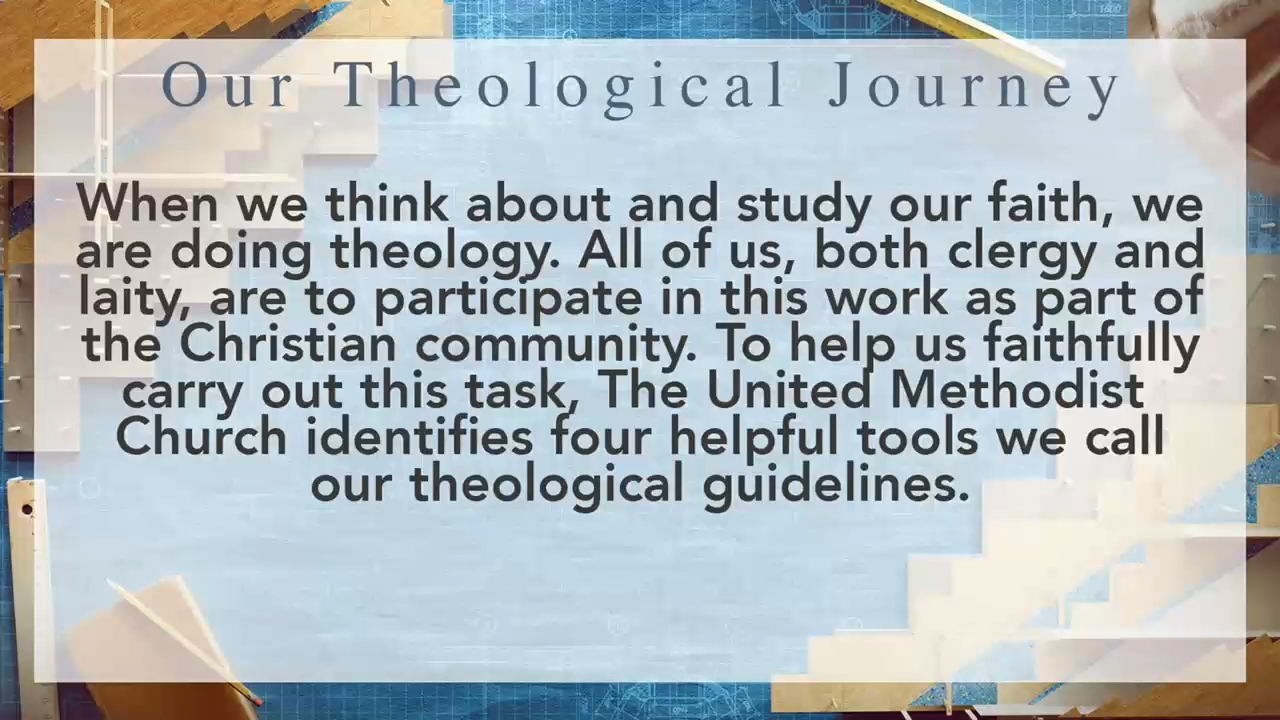 Our Theological Journey
When we think about and study our faith, we
are doing theology. All of us, both clergy and
laity, are to participate in this work as part of
the Christian community. To help us faithfully
carry out this task, The United Methodist
Church identifies four helpful tools we call
our theological guidelines.